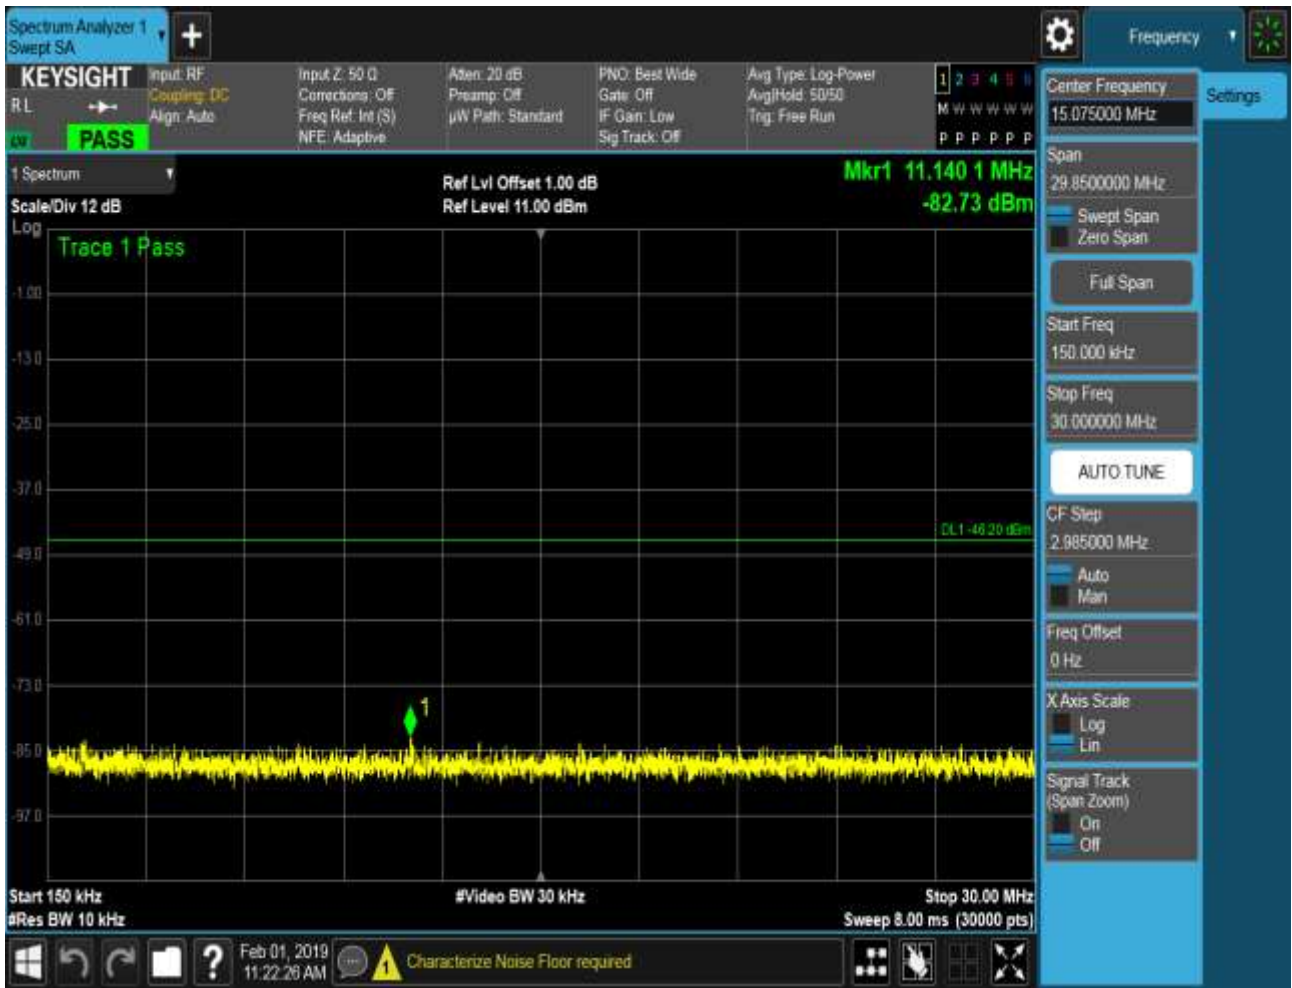 Spectrum Analyzer 1
Swept SA
+
Frequency
KEYSIGHT
R L
PASS
Input: RF
Coupling: DC
Align: Auto
Input Z: 50 Ω
Corrections: Off
Freq Ref: Int (S)
NFE: Adaptive
Atten: 20 dB
Preamp: Off
µW Path: Standard
PNO: Best Wide
Gate: Off
IF Gain: Low
Sig Track: Off
Avg Type: Log-Power
Avg|Hold: 50/50
Trig: Free Run
1 2 3 4 5 6
M W W W W W
P P P P P P
1 Spectrum
Scale/Div 12 dB
Ref Lvl Offset 1.00 dB
Ref Level 11.00 dBm
Mkr1 11.140 1 MHz
-82.73 dBm
Log
Trace 1 Pass
-1.00
-13.0
-25.0
-37.0
DL1 -46.20 dBm
-49.0
-61.0
-73.0
1
-85.0
-97.0
Start 150 kHz
#Video BW 30 kHz
Stop 30.00 MHz
#Res BW 10 kHz
Sweep 8.00 ms (30000 pts)
?
Feb 01, 2019
11:22:26 AM
1
Characterize Noise Floor required
Center Frequency
15.075000 MHz
Settings
Span
29.8500000 MHz
Swept Span
Zero Span
Full Span
Start Freq
150.000 kHz
Stop Freq
30.000000 MHz
AUTO TUNE
CF Step
2.985000 MHz
Auto
Man
Freq Offset
0 Hz
X Axis Scale
Log
Lin
Signal Track
(Span Zoom)
On
Off